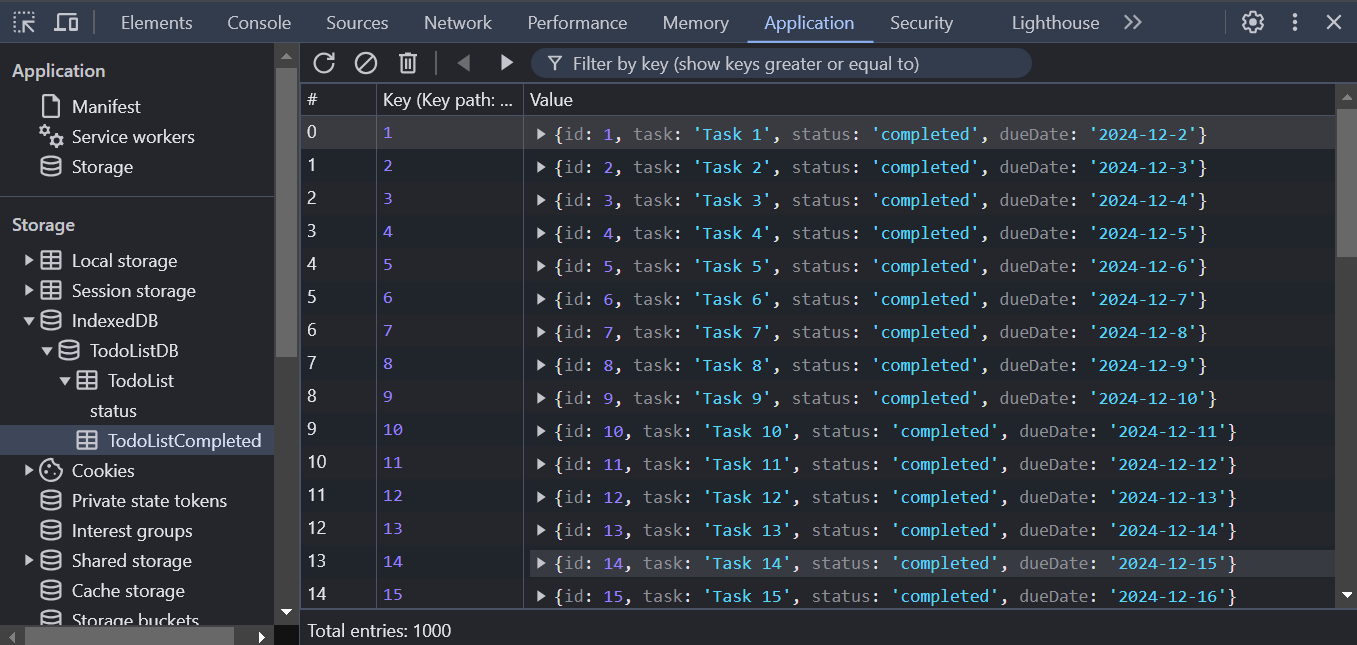 Elements Console Sources Network Performance Memory Application Security Lighthouse
Application
Manifest
Service workers
Storage
Storage
Local storage
Session storage
IndexedDB
TodoListDB
TodoList
status
TodoListCompleted
Cookies
Private state tokens
Interest groups
Shared storage
Cache storage
Storage buckets
Filter by key (show keys greater or equal to)
# Key (Key path: ... Value
0 1 {id: 1, task: 'Task 1', status: 'completed', dueDate: '2024-12-2'}
1 2 {id: 2, task: 'Task 2', status: 'completed', dueDate: '2024-12-3'}
2 3 {id: 3, task: 'Task 3', status: 'completed', dueDate: '2024-12-4'}
3 4 {id: 4, task: 'Task 4', status: 'completed', dueDate: '2024-12-5'}
4 5 {id: 5, task: 'Task 5', status: 'completed', dueDate: '2024-12-6'}
5 6 {id: 6, task: 'Task 6', status: 'completed', dueDate: '2024-12-7'}
6 7 {id: 7, task: 'Task 7', status: 'completed', dueDate: '2024-12-8'}
7 8 {id: 8, task: 'Task 8', status: 'completed', dueDate: '2024-12-9'}
8 9 {id: 9, task: 'Task 9', status: 'completed', dueDate: '2024-12-10'}
9 10 {id: 10, task: 'Task 10', status: 'completed', dueDate: '2024-12-11'}
10 11 {id: 11, task: 'Task 11', status: 'completed', dueDate: '2024-12-12'}
11 12 {id: 12, task: 'Task 12', status: 'completed', dueDate: '2024-12-13'}
12 13 {id: 13, task: 'Task 13', status: 'completed', dueDate: '2024-12-14'}
13 14 {id: 14, task: 'Task 14', status: 'completed', dueDate: '2024-12-15'}
14 15 {id: 15, task: 'Task 15', status: 'completed', dueDate: '2024-12-16'}
Total entries: 1000